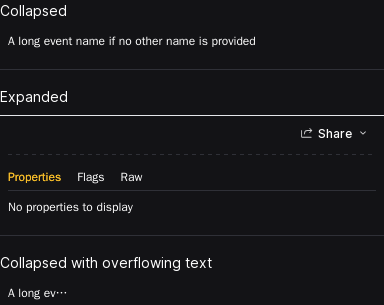 Collapsed
A long event name if no other name is provided
Expanded
Share
Properties Flags Raw
No properties to display
Collapsed with overflowing text
A long ev…